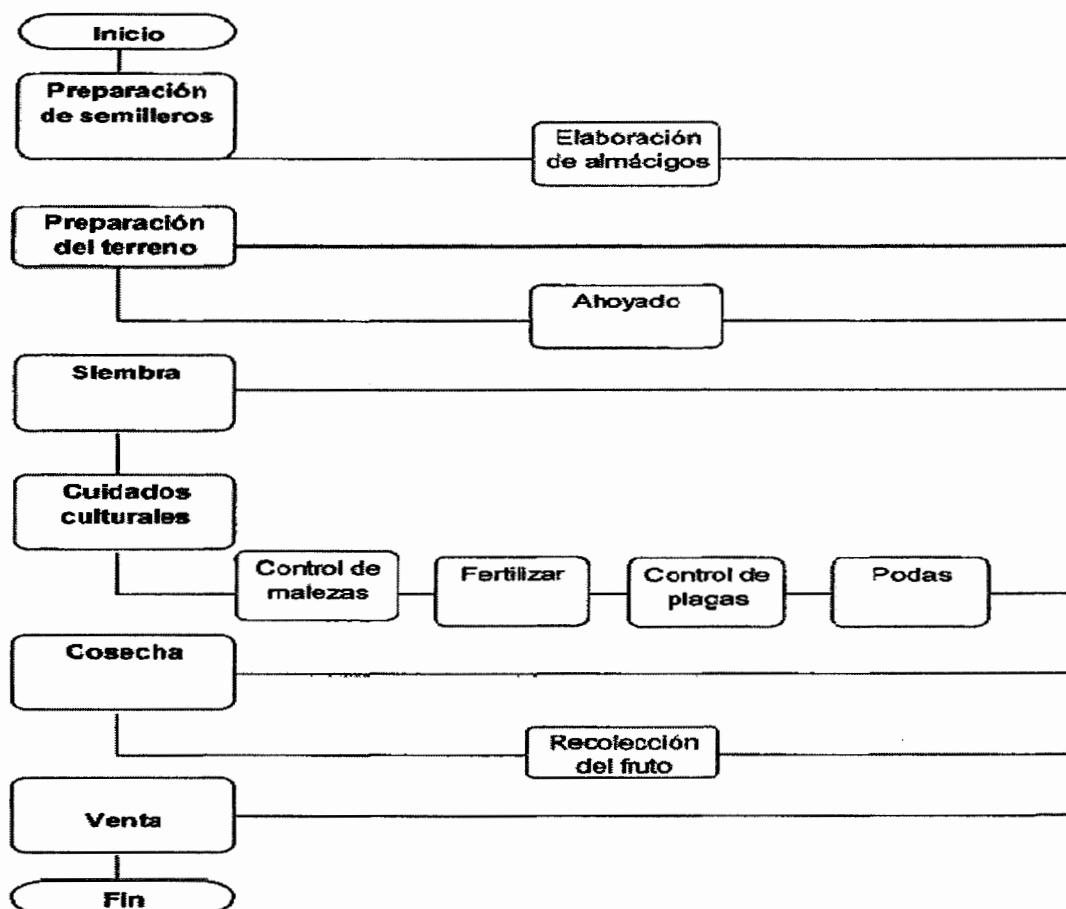 Inicio
Preparación
de semilleros
Elaboración
de almácigos
Preparación
del terreno
Ahoyado
Siembra
Cuidados
culturales
Control de
malezas
Fertilizar
Control de
plagas
Podas
Cosecha
Recolección
del fruto
Venta
Fin